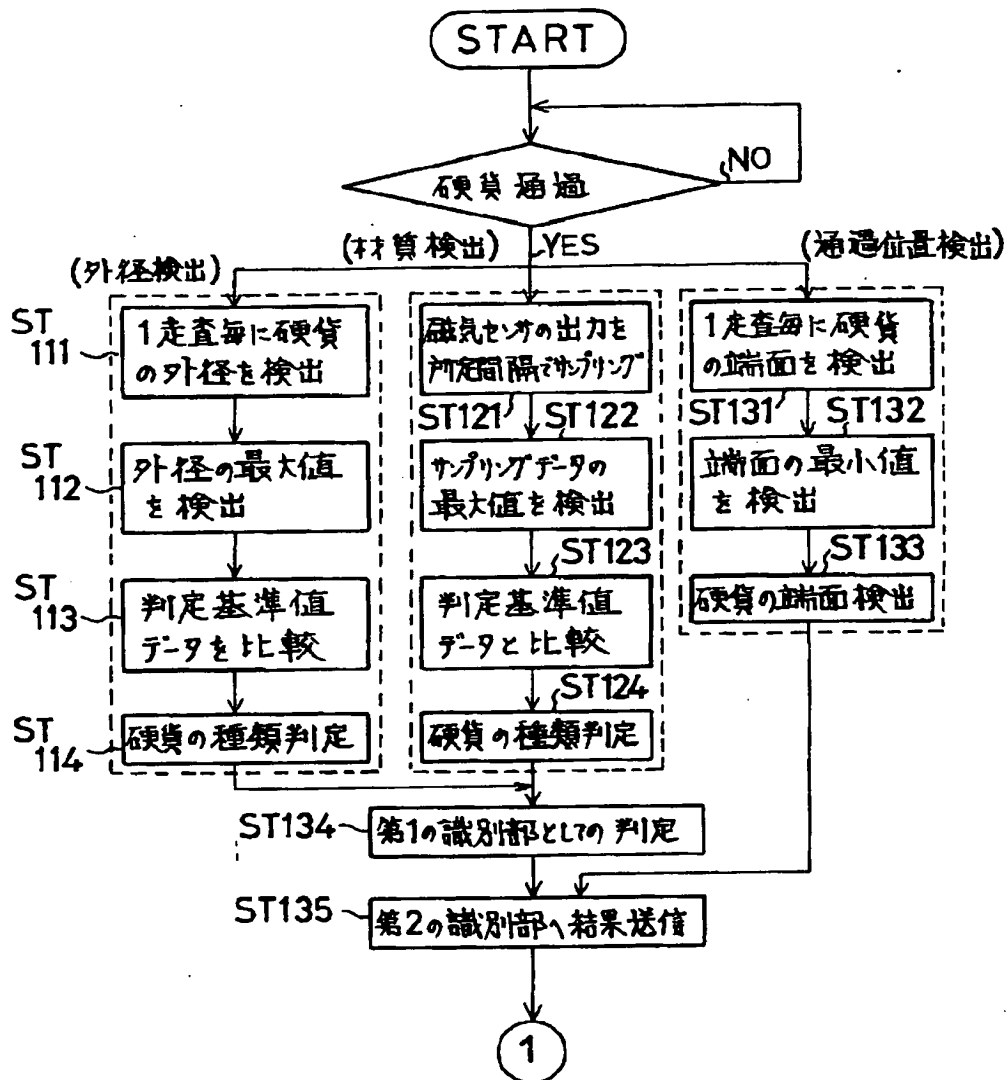 START
硬貨通過
NO
YES
(外径検出)
(材質検出)
(通過位置検出)
ST
111
1走査毎に硬貨
の外径を検出
ST
112
外径の最大値
を検出
ST
113
判定基準値
データを比較
ST
114
硬貨の種類判定
磁気センサの出力を
所定間隔でサンプリング
ST121
ST122
サンプリングデータの
最大値を検出
ST123
判定基準値
データと比較
ST124
硬貨の種類判定
1走査毎に硬貨
の端面を検出
ST131
ST132
端面の最小値
を検出
ST133
硬貨の端面検出
ST134
第1の識別部としての判定
ST135
第2の識別部へ結果送信
1